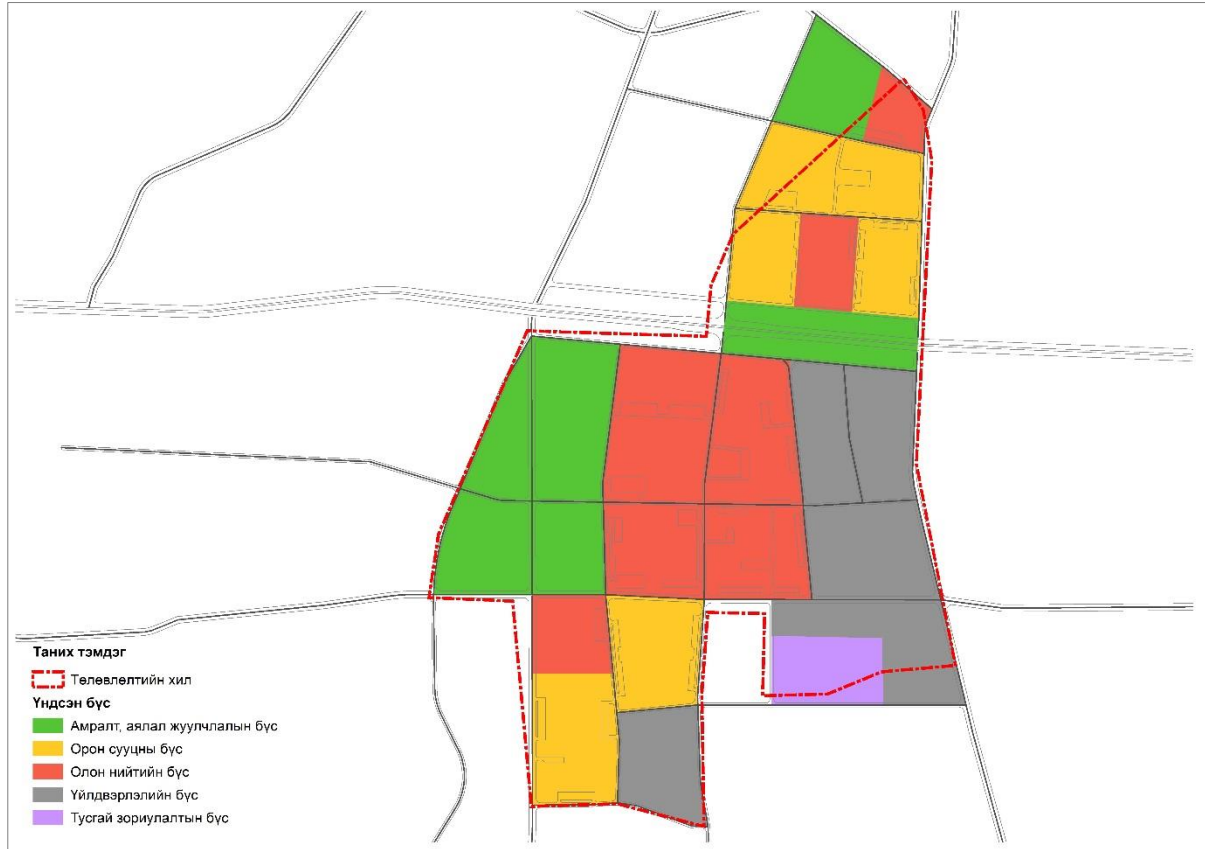 Таних тэмдэг
Төлөвлөлтийн хил
Үндсэн бүс
Амралт, аялал жуулчлалын бүс
Орон сууцны бүс
Олон нийтийн бүс
Үйлдвэрлэлийн бүс
Тусгай зориулалтын бүс